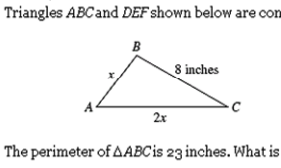 Triangles ABC and DEF shown below are con
B
x
8 inches
A
C
2x
The perimeter of ΔABC is 23 inches. What is